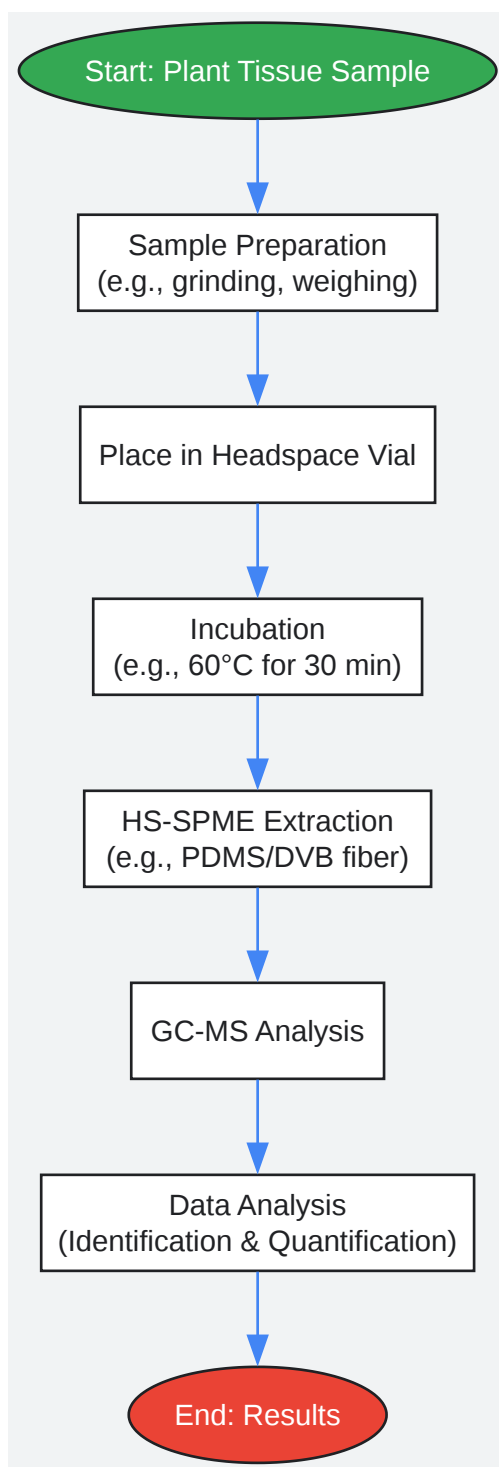 Start: Plant Tissue Sample
Sample Preparation
(e.g., grinding, weighing)
Place in Headspace Vial
Incubation
(e.g., 60°C for 30 min)
HS-SPME Extraction
(e.g., PDMS/DVB fiber)
GC-MS Analysis
Data Analysis
(Identification & Quantification)
End: Results